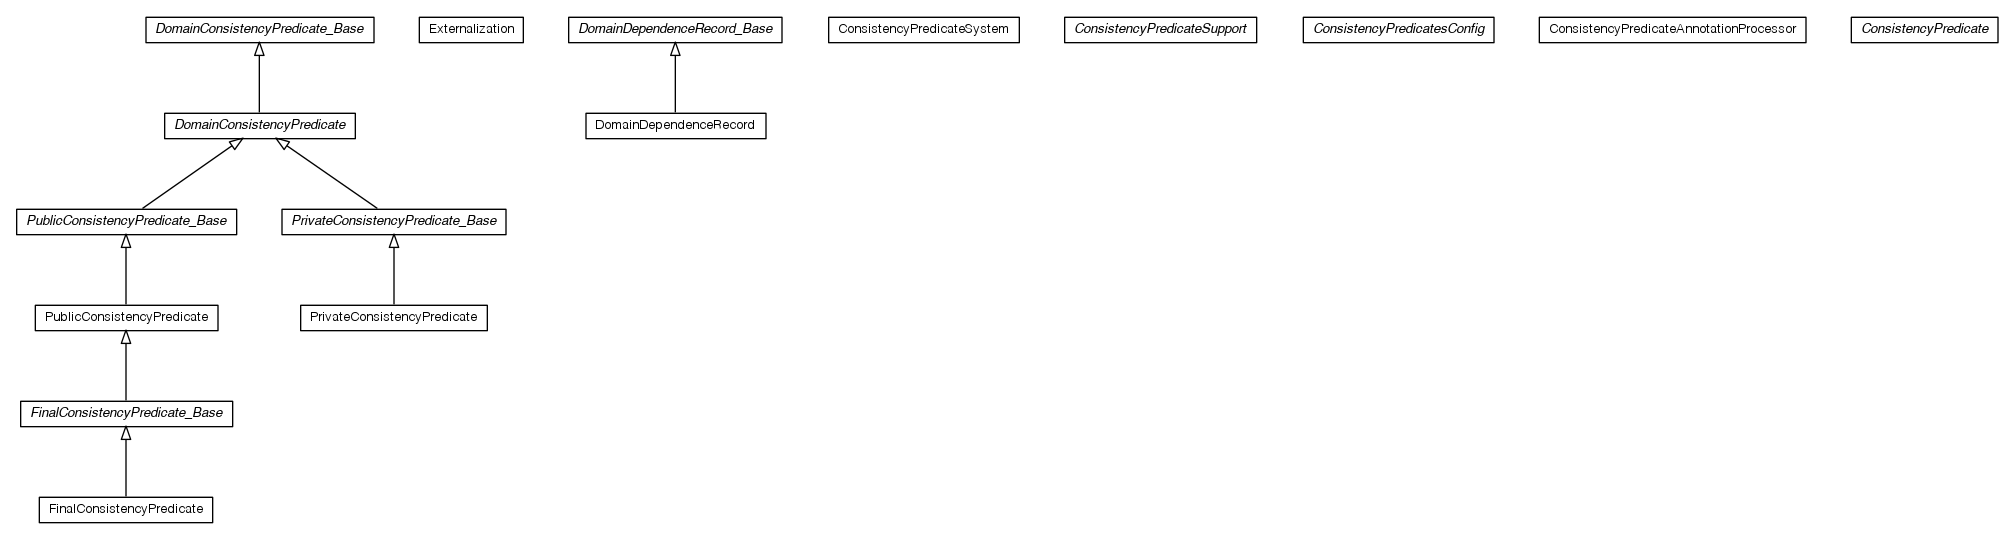 DomainConsistencyPredicate_Base
Externalization
DomainDependenceRecord_Base
ConsistencyPredicateSystem
ConsistencyPredicateSupport
ConsistencyPredicatesConfig
ConsistencyPredicateAnnotationProcessor
ConsistencyPredicate
DomainConsistencyPredicate
DomainDependenceRecord
PublicConsistencyPredicate_Base
PrivateConsistencyPredicate_Base
PublicConsistencyPredicate
PrivateConsistencyPredicate
FinalConsistencyPredicate_Base
FinalConsistencyPredicate